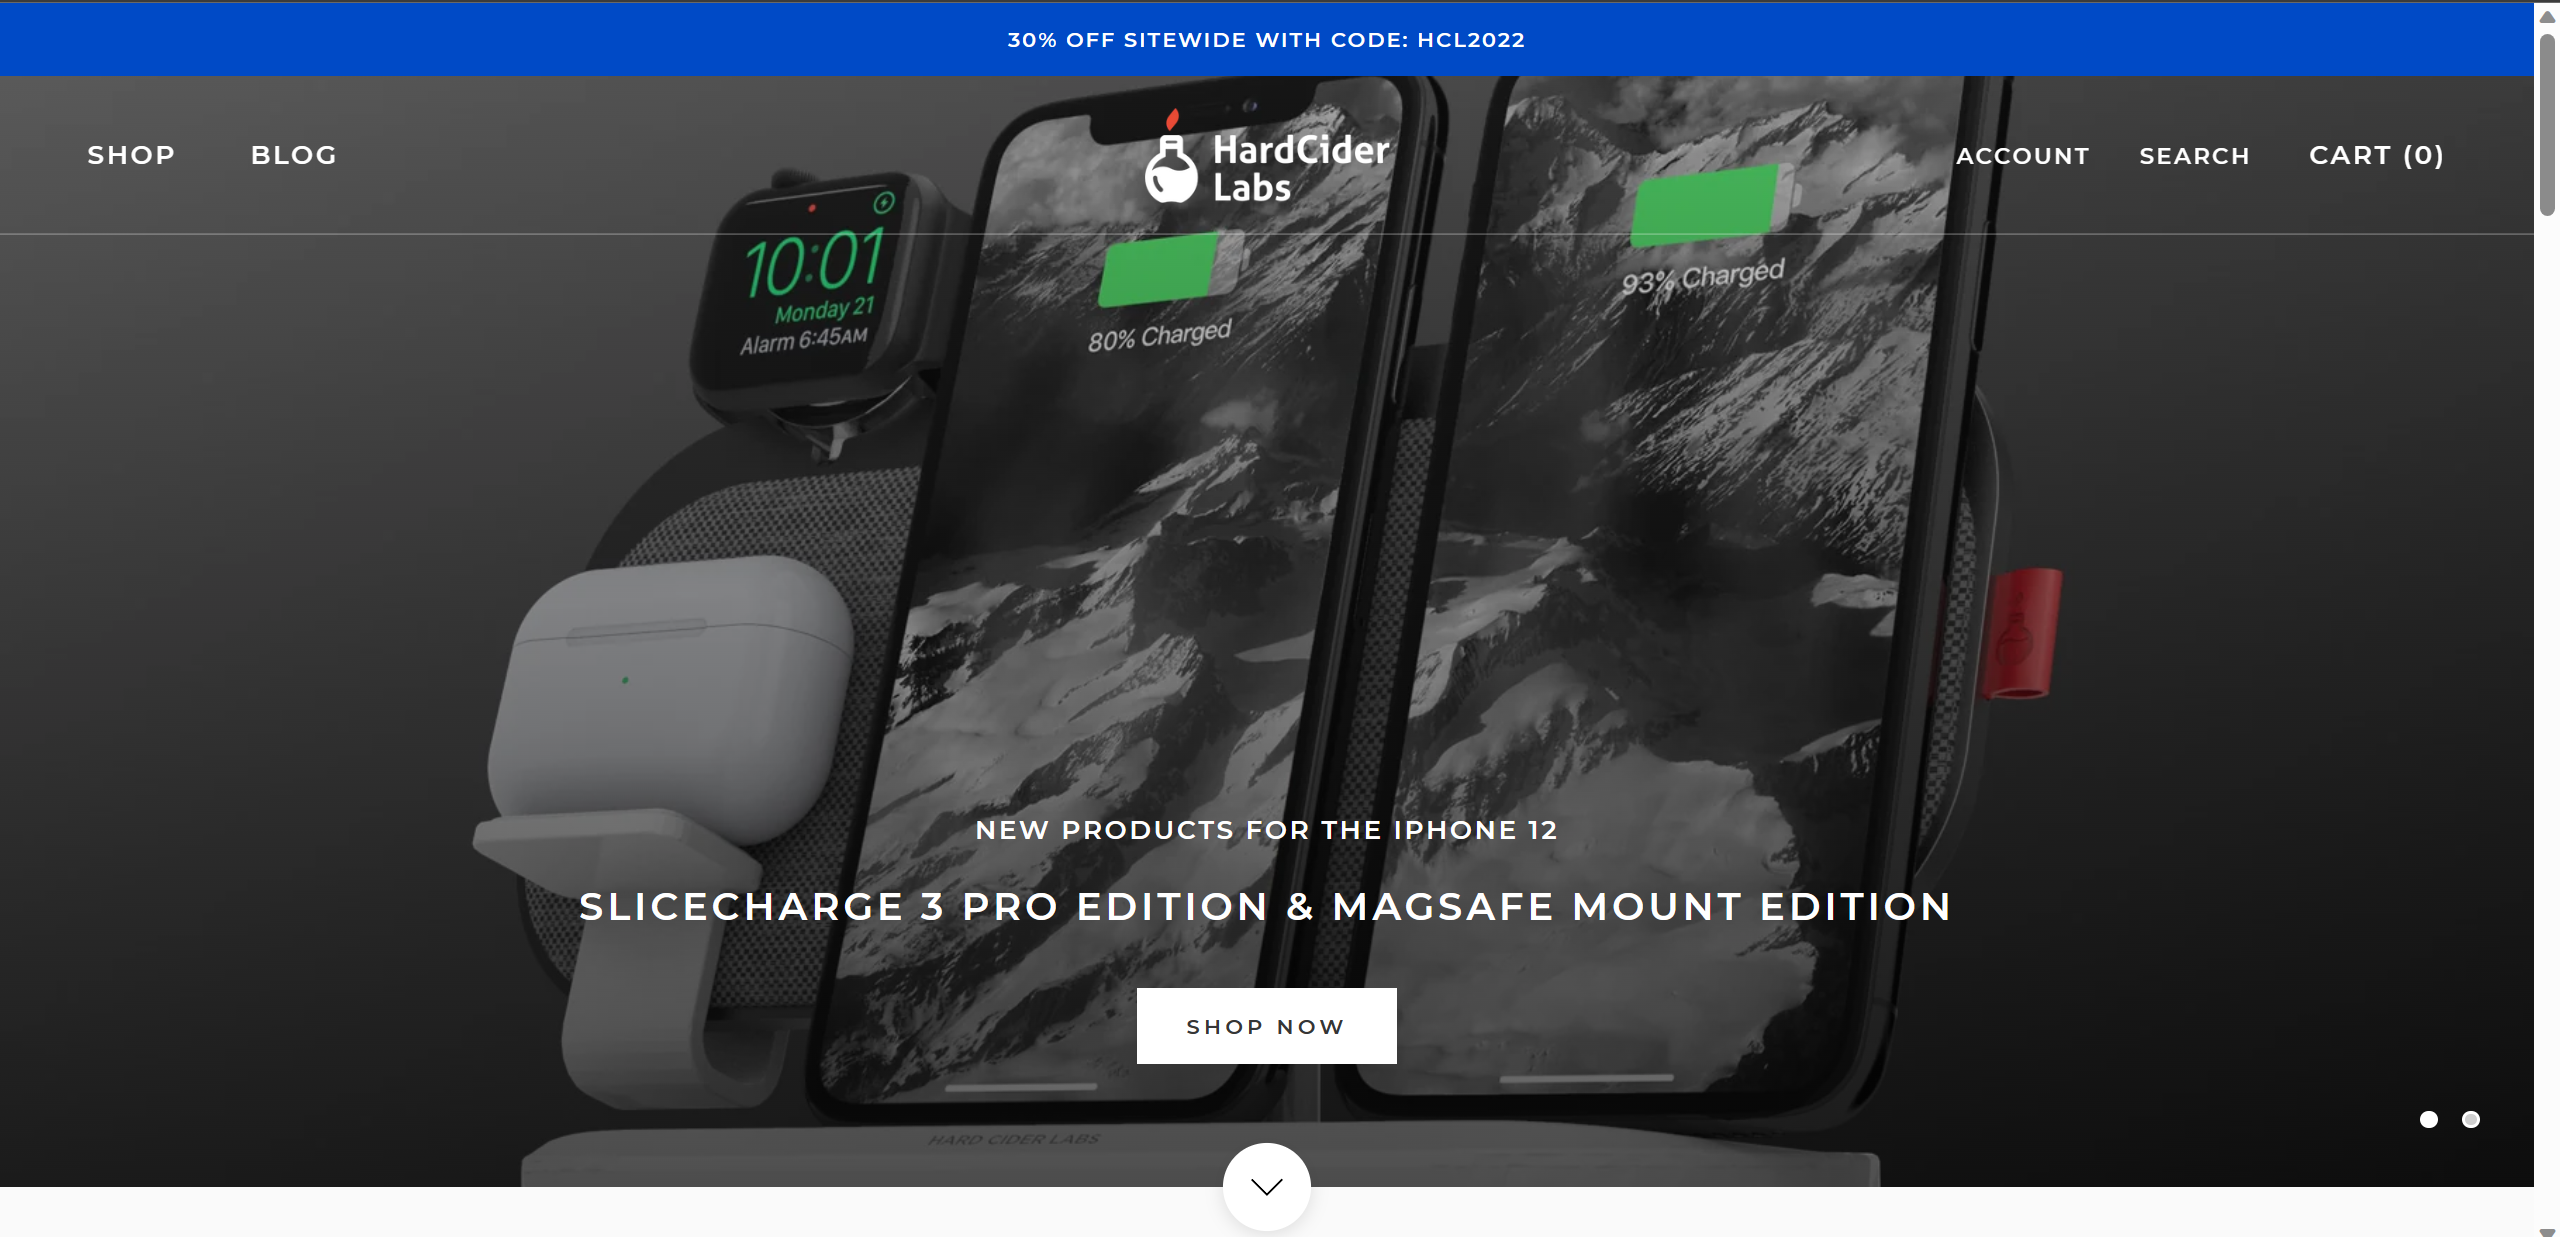 30% OFF SITEWIDE WITH CODE: HCL2022
SHOP
BLOG
HardCider
Labs
ACCOUNT
SEARCH
CART (0)
10:01
Monday 21
Alarm 6:45AM
80% Charged
93% Charged
NEW PRODUCTS FOR THE IPHONE 12
SLICECHARGE 3 PRO EDITION & MAGSAFE MOUNT EDITION
SHOP NOW
HARD CIDER LABS